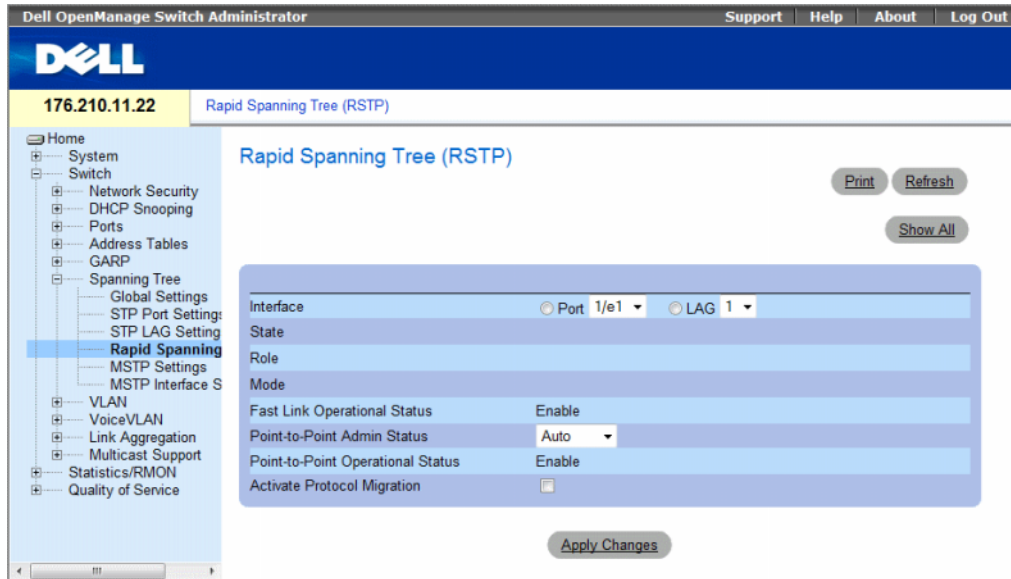 Dell OpenManage Switch Administrator
Support | Help | About | Log Out
DELL
176.210.11.22
Rapid Spanning Tree (RSTP)
Home
System
Switch
Network Security
DHCP Snooping
Ports
Address Tables
GARP
Spanning Tree
Global Settings
STP Port Settings
STP LAG Setting
Rapid Spanning
MSTP Settings
MSTP Interface S
VLAN
VoiceVLAN
Link Aggregation
Multicast Support
Statistics/RMON
Quality of Service
Rapid Spanning Tree (RSTP)
Print Refresh
Show All
Interface Port 1/e1 LAG 1
State
Role
Mode
Fast Link Operational Status Enable
Point-to-Point Admin Status Auto
Point-to-Point Operational Status Enable
Activate Protocol Migration
Apply Changes